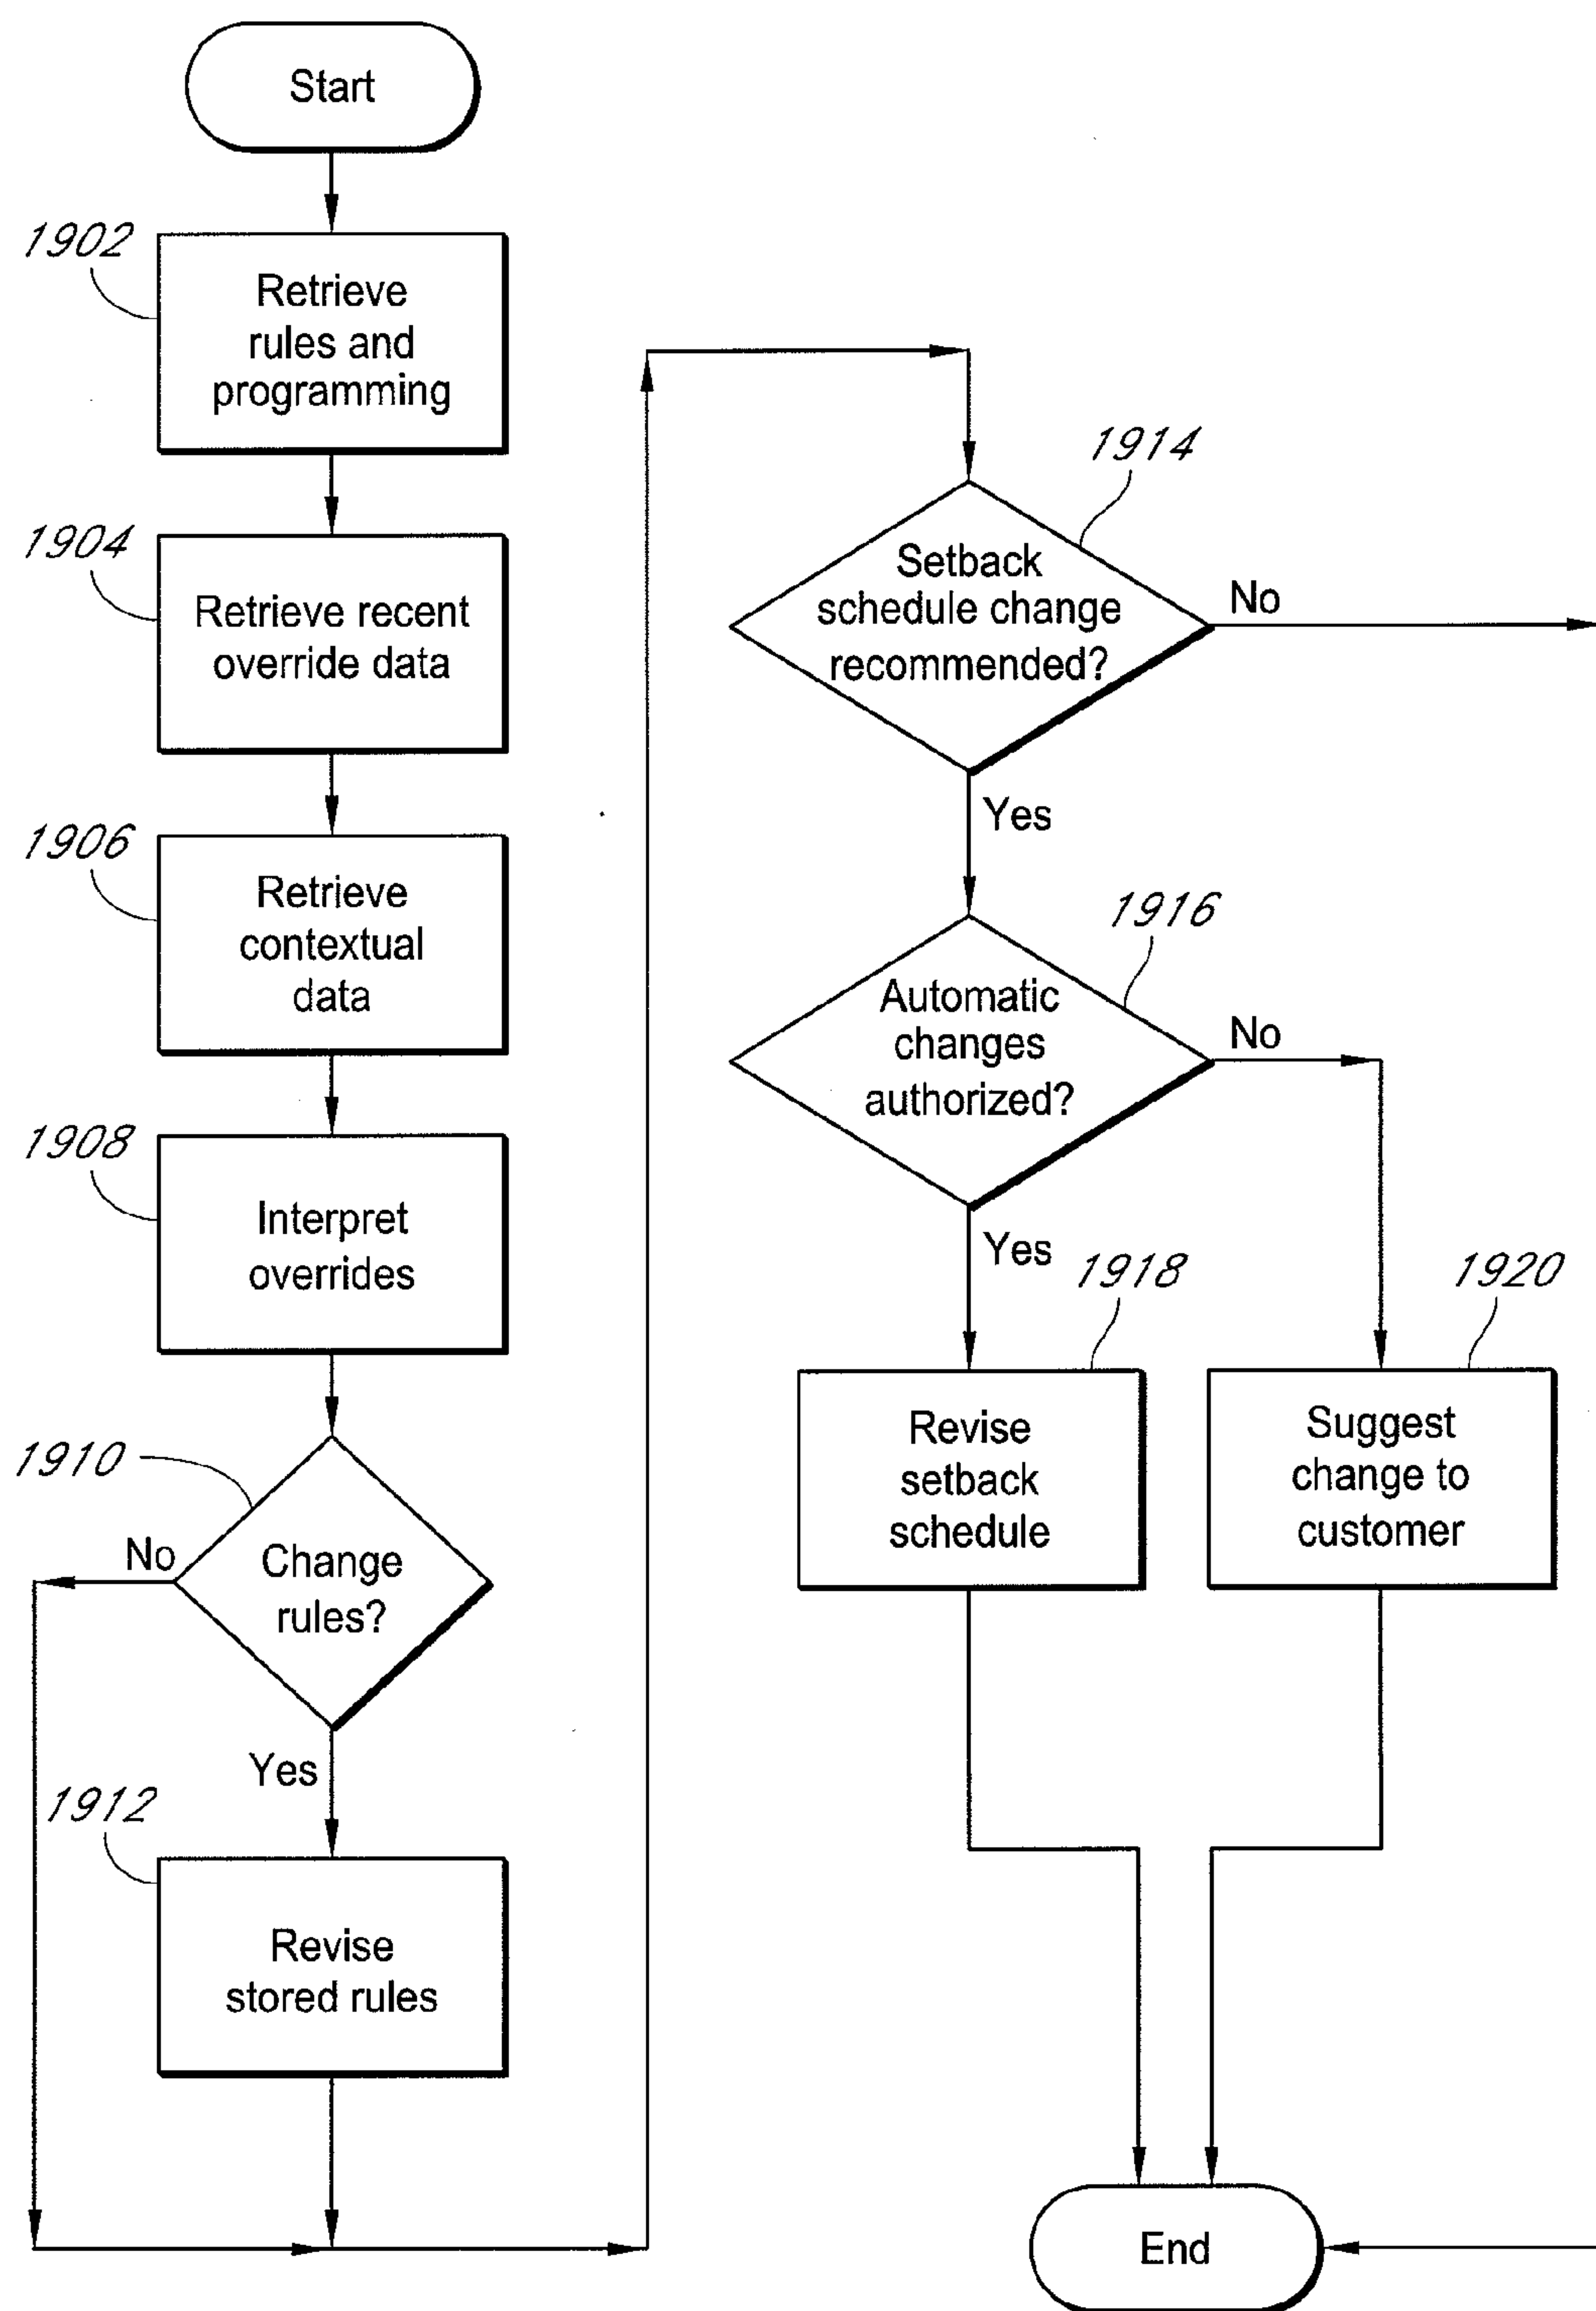 Start
1902
Retrieve
rules and
programming
1904
Retrieve recent
override data
1906
Retrieve
contextual
data
1908
Interpret
overrides
1910
Change
rules?
No
Yes
1912
Revise
stored rules
1914
Setback
schedule change
recommended?
No
Yes
1916
Automatic
changes
authorized?
No
Yes
1918
Revise
setback
schedule
1920
Suggest
change to
customer
End